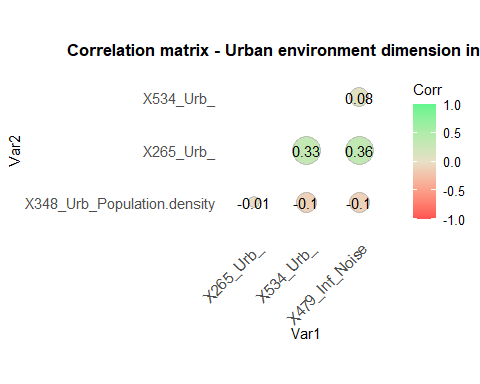 Correlation matrix - Urban environment dimension in
Corr
X534_Urb_
0.08
1.0
0.5
X265_Urb_
0.33
0.36
0.0
-0.5
X348_Urb_Population.density
-0.01
-0.1
-0.1
-1.0
Var2
X265_Urb_
X534_Urb_
X479_Inf_Noise
Var1